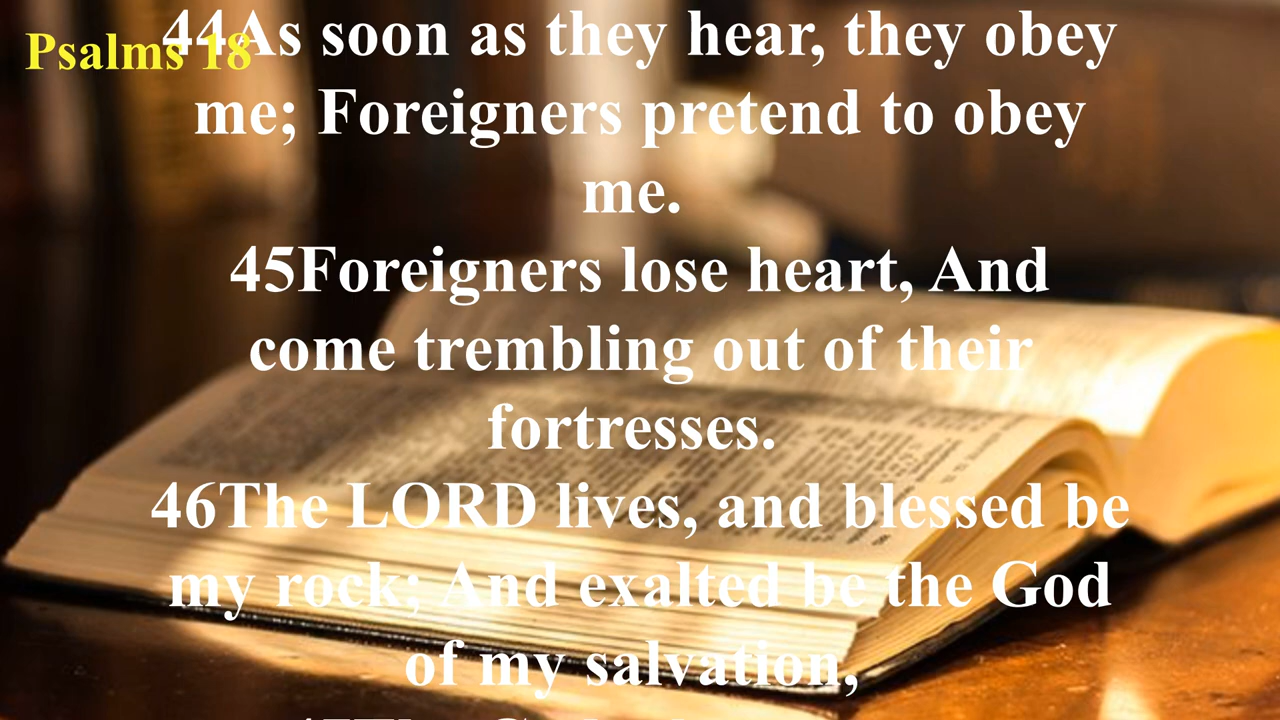 Psalms 18
44As soon as they hear, they obey
me; Foreigners pretend to obey
me.
45Foreigners lose heart, And
come trembling out of their
fortresses.
46The LORD lives, and blessed be
my rock; And exalted be the God
of my salvation,